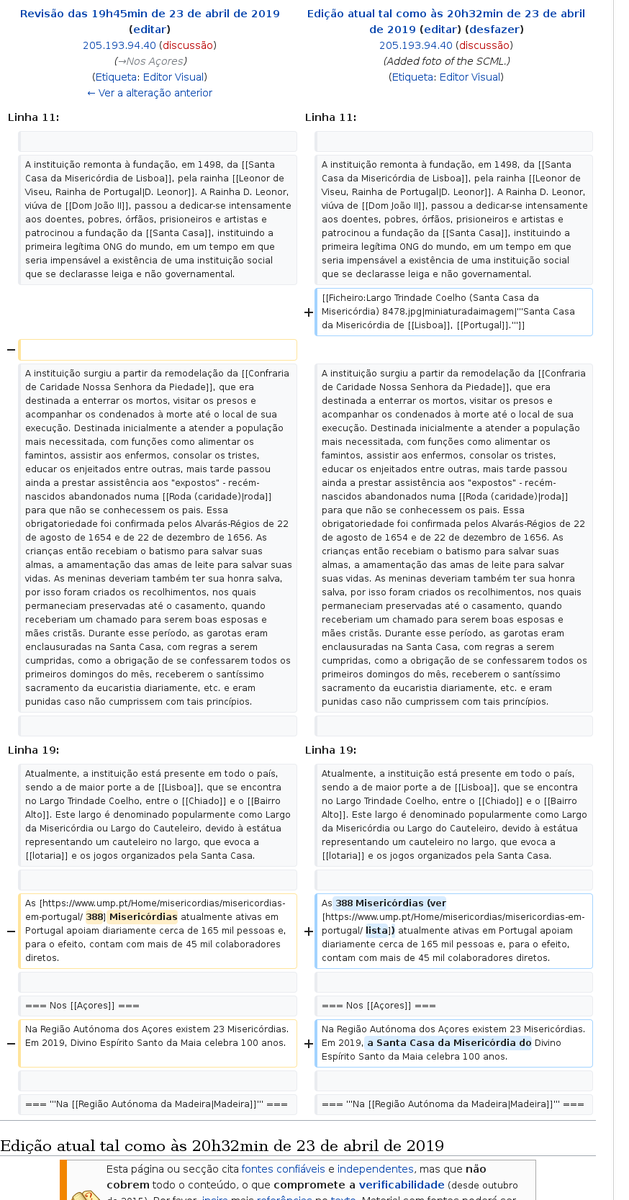 Revisão das 19h45min de 23 de abril de 2019
(editar)
205.193.94.40 (discussão)
(→Nos Açores)
(Etiqueta: Editor Visual)
← Ver a alteração anterior
Edição atual tal como às 20h32min de 23 de abril
de 2019 (editar) (desfazer)
205.193.94.40 (discussão)
(Added foto of the SCML.)
(Etiqueta: Editor Visual)
Linha 11:
Linha 11:
A instituição remonta à fundação, em 1498, da [[Santa
Casa da Misericórdia de Lisboa]], pela rainha [[Leonor de
Viseu, Rainha de Portugal|D. Leonor]]. A Rainha D. Leonor,
viúva de [[Dom João II]], passou a dedicar-se intensamente
aos doentes, pobres, órfãos, prisioneiros e artistas e
patrocinou a fundação da [[Santa Casa]], instituindo a
primeira legítima ONG do mundo, em um tempo em que
seria impensável a existência de uma instituição social
que se declarasse leiga e não governamental.
A instituição remonta à fundação, em 1498, da [[Santa
Casa da Misericórdia de Lisboa]], pela rainha [[Leonor de
Viseu, Rainha de Portugal|D. Leonor]]. A Rainha D. Leonor,
viúva de [[Dom João II]], passou a dedicar-se intensamente
aos doentes, pobres, órfãos, prisioneiros e artistas e
patrocinou a fundação da [[Santa Casa]], instituindo a
primeira legítima ONG do mundo, em um tempo em que
seria impensável a existência de uma instituição social
que se declarasse leiga e não governamental.
+
[[Ficheiro:Largo Trindade Coelho (Santa Casa da
Misericórdia) 8478.jpg|miniaturadaimagem|'''Santa Casa
da Misericórdia de [[Lisboa]], [[Portugal]].''']]
−
A instituição surgiu a partir da remodelação da [[Confraria
de Caridade Nossa Senhora da Piedade]], que era
destinada a enterrar os mortos, visitar os presos e
acompanhar os condenados à morte até o local de sua
execução. Destinada inicialmente a atender a população
mais necessitada, com funções como alimentar os
famintos, assistir aos enfermos, consolar os tristes,
educar os enjeitados entre outras, mais tarde passou
ainda a prestar assistência aos "expostos" - recém-
nascidos abandonados numa [[Roda (caridade)|roda]]
para que não se conhecessem os pais. Essa
obrigatoriedade foi confirmada pelos Alvarás-Régios de 22
de agosto de 1654 e de 22 de dezembro de 1656. As
crianças então recebiam o batismo para salvar suas
almas, a amamentação das amas de leite para salvar suas
vidas. As meninas deveriam também ter sua honra salva,
por isso foram criados os recolhimentos, nos quais
permaneciam preservadas até o casamento, quando
receberiam um chamado para serem boas esposas e
mães cristã. Durante esse período, as garotas eram
enclausuradas na Santa Casa, com regras a serem
cumpridas, como a obrigação de se confessarem todos os
primeiros domingos do mês, receberem o santíssimo
sacramento da eucaristia diariamente, etc. e eram
punidas caso não cumprissem com tais princípios.
A instituição surgiu a partir da remodelação da [[Confraria
de Caridade Nossa Senhora da Piedade]], que era
destinada a enterrar os mortos, visitar os presos e
acompanhar os condenados à morte até o local de sua
execução. Destinada inicialmente a atender a população
mais necessitada, com funções como alimentar os
famintos, assistir aos enfermos, consolar os tristes,
educar os enjeitados entre outras, mais tarde passou
ainda a prestar assistência aos "expostos" - recém-
nascidos abandonados numa [[Roda (caridade)|roda]]
para que não se conhecessem os pais. Essa
obrigatoriedade foi confirmada pelos Alvarás-Régios de 22
de agosto de 1654 e de 22 de dezembro de 1656. As
crianças então recebiam o batismo para salvar suas
almas, a amamentação das amas de leite para salvar
suas vidas. As meninas deveriam também ter sua honra
salva, por isso foram criados os recolhimentos, nos quais
permaneciam preservadas até o casamento, quando
receberiam um chamado para serem boas esposas e
mães cristã. Durante esse período, as garotas eram
enclausuradas na Santa Casa, com regras a serem
cumpridas, como a obrigação de se confessarem todos os
primeiros domingos do mês, receberem o santíssimo
sacramento da eucaristia diariamente, etc. e eram
punidas caso não cumprissem com tais princípios.
Linha 19:
Linha 19:
Atualmente, a instituição está presente em todo o país,
sendo a de maior porte a de [[Lisboa]], que se encontra
no Largo Trindade Coelho, entre o [[Chiado]] e o [[Bairro
Alto]]. Este largo é denominado popularmente como Largo
da Misericórdia ou Largo do Cauteleiro, devido à estátua
representando um cauteleiro no largo, que evoca a
[[lotaria]] e os jogos organizados pela Santa Casa.
Atualmente, a instituição está presente em todo o país,
sendo a de maior porte a de [[Lisboa]], que se encontra
no Largo Trindade Coelho, entre o [[Chiado]] e o [[Bairro
Alto]]. Este largo é denominado popularmente como Largo
da Misericórdia ou Largo do Cauteleiro, devido à estátua
representando um cauteleiro no largo, que evoca a
[[lotaria]] e os jogos organizados pela Santa Casa.
−
As [https://www.ump.pt/Home/misericordias/misericordias-
em-portugal/ 388] Misericórdias atualmente ativas em
Portugal apoiam diariamente cerca de 165 mil pessoas e,
para o efeito, contam com mais de 45 mil colaboradores
diretos.
+
As 388 Misericórdias (ver
[https://www.ump.pt/Home/misericordias/misericordias-em-
portugal/ lista]) atualmente ativas em Portugal apoiam
diariamente cerca de 165 mil pessoas e, para o efeito,
contam com mais de 45 mil colaboradores diretos.
=== Nos [[Açores]] ===
=== Nos [[Açores]] ===
−
Na Região Autónoma dos Açores existem 23 Misericórdias.
Em 2019, Divino Espírito Santo da Maia celebra 100 anos.
+
Na Região Autónoma dos Açores existem 23 Misericórdias.
Em 2019, a Santa Casa da Misericórdia do Divino
Espírito Santo da Maia celebra 100 anos.
=== '''Na [[Região Autónoma da Madeira|Madeira]]''' ===
=== '''Na [[Região Autónoma da Madeira|Madeira]]''' ===
Edição atual tal como às 20h32min de 23 de abril de 2019
Esta página ou secção cita fontes confiáveis e independentes, mas que não
cobrem todo o conteúdo, o que compromete a verificabilidade (desde outubro